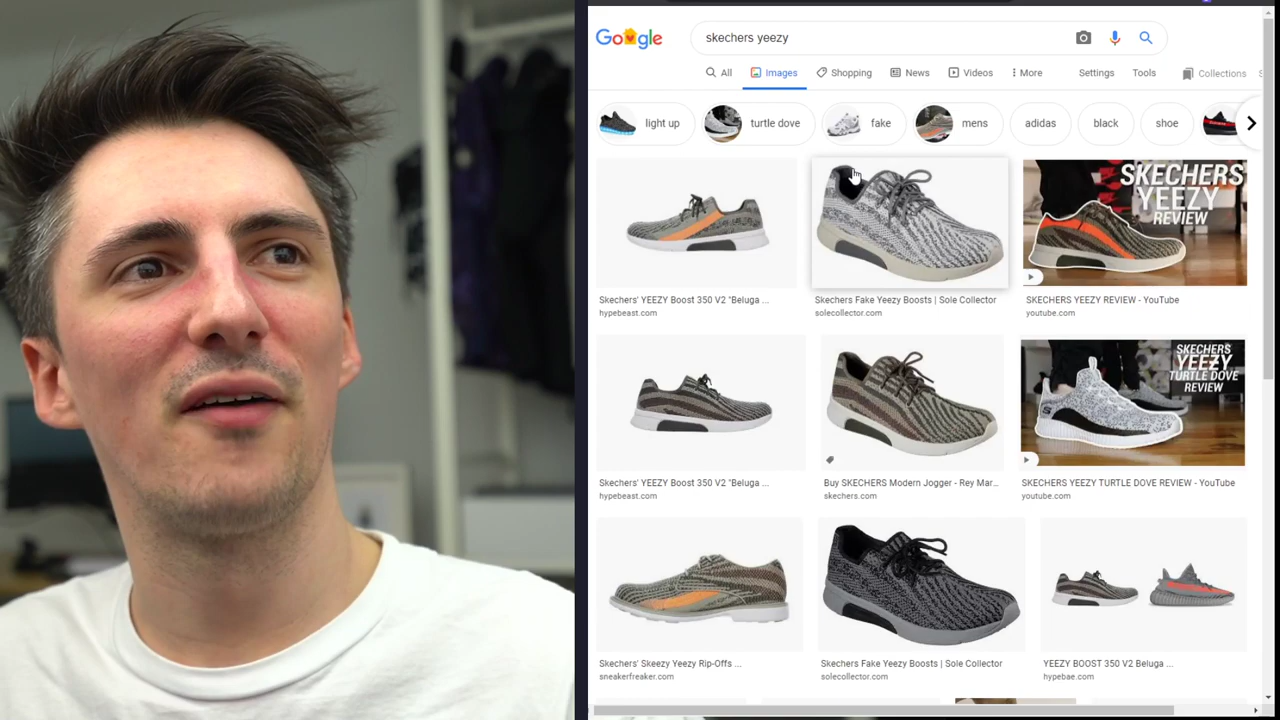 Google
skechers yeezy
All Images Shopping News Videos More Settings Tools Collections
light up turtle dove fake mens adidas black shoe
SKECHERS
YEEZY
REVIEW
Skechers' YEEZY Boost 350 V2 "Beluga ...
hypebeast.com
Skechers Fake Yeezy Boosts | Sole Collector
solecollector.com
SKECHERS YEEZY REVIEW - YouTube
youtube.com
SKECHERS
YEEZY
TURTLE DOVE
REVIEW
Skechers' YEEZY Boost 350 V2 "Beluga ...
hypebeast.com
Buy SKECHERS Modern Jogger - Rey Mar...
skechers.com
SKECHERS YEEZY TURTLE DOVE REVIEW - YouTube
youtube.com
Skechers' Skeezy Yeezy Rip-Offs ...
sneakerfreaker.com
Skechers Fake Yeezy Boosts | Sole Collector
solecollector.com
YEEZY BOOST 350 V2 Beluga ...
hypebae.com